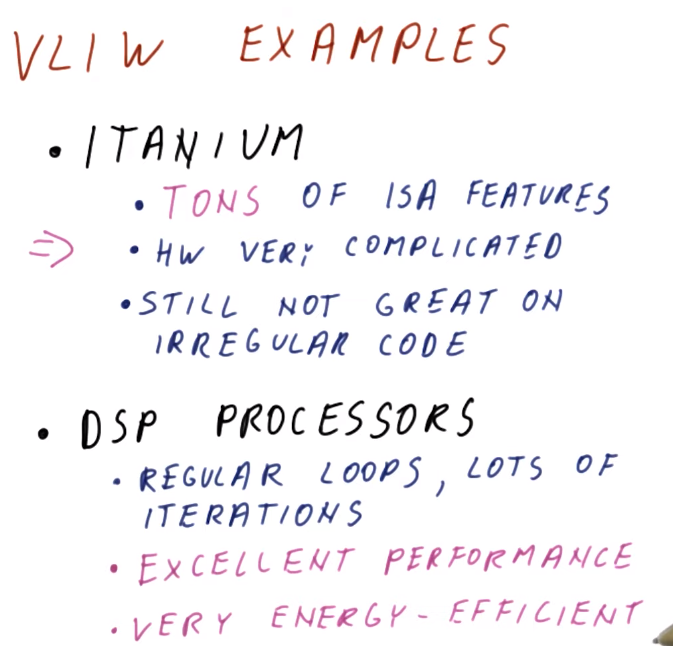 VLIW EXAMPLES
• ITANIUM
• TONS OF ISA FEATURES
⇒ • HW VERY COMPLICATED
• STILL NOT GREAT ON
IRREGULAR CODE
• DSP PROCESSORS
• REGULAR LOOPS, LOTS OF
ITERATIONS
• EXCELLENT PERFORMANCE
• VERY ENERGY-EFFICIENT